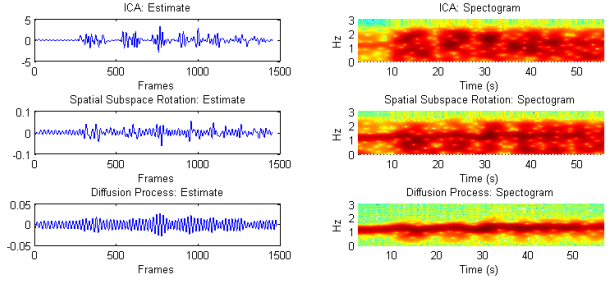 ICA: Estimate
5
0
-5
0 500 1000 1500
Frames
ICA: Spectogram
Hz
3
2
1
0
10 20 30 40 50
Time (s)
Spatial Subspace Rotation: Estimate
0.1
0
-0.1
0 500 1000 1500
Frames
Spatial Subspace Rotation: Spectogram
Hz
3
2
1
0
10 20 30 40 50
Time (s)
Diffusion Process: Estimate
0.05
0
-0.05
0 500 1000 1500
Frames
Diffusion Process: Spectogram
Hz
3
2
1
0
10 20 30 40 50
Time (s)